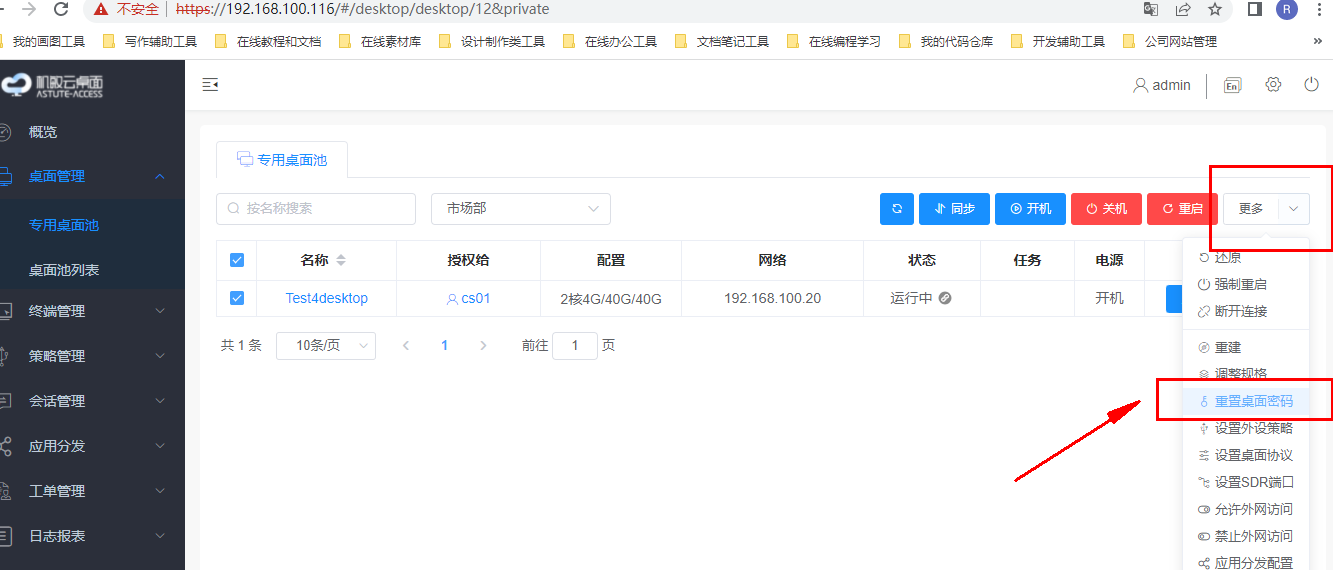 不安全 https://192.168.100.116/#/desktop/desktop/12&private R
我的画图工具 写作辅助工具 在线教程和文档 在线素材库 设计制作类工具 在线办公工具 文档笔记工具 在线编程学习 我的代码仓库 开发辅助工具 公司网站管理 »
机敏云桌面
ASTUTE-ACCESS
admin En
概览
桌面管理
专用桌面池
桌面池列表
终端管理
策略管理
会话管理
应用分发
工单管理
日志报表
专用桌面池
按名称搜索 市场部 同步 开机 关机 重启 更多
名称 授权给 配置 网络 状态 任务 电源
Test4desktop cs01 2核4G/40G/40G 192.168.100.20 运行中 开机
共 1 条 10条/页 1 前往 1 页
还原
强制重启
断开连接
重建
调整规格
重置桌面密码
设置外设策略
设置桌面协议
设置SDR端口
允许外网访问
禁止外网访问
应用分发配置